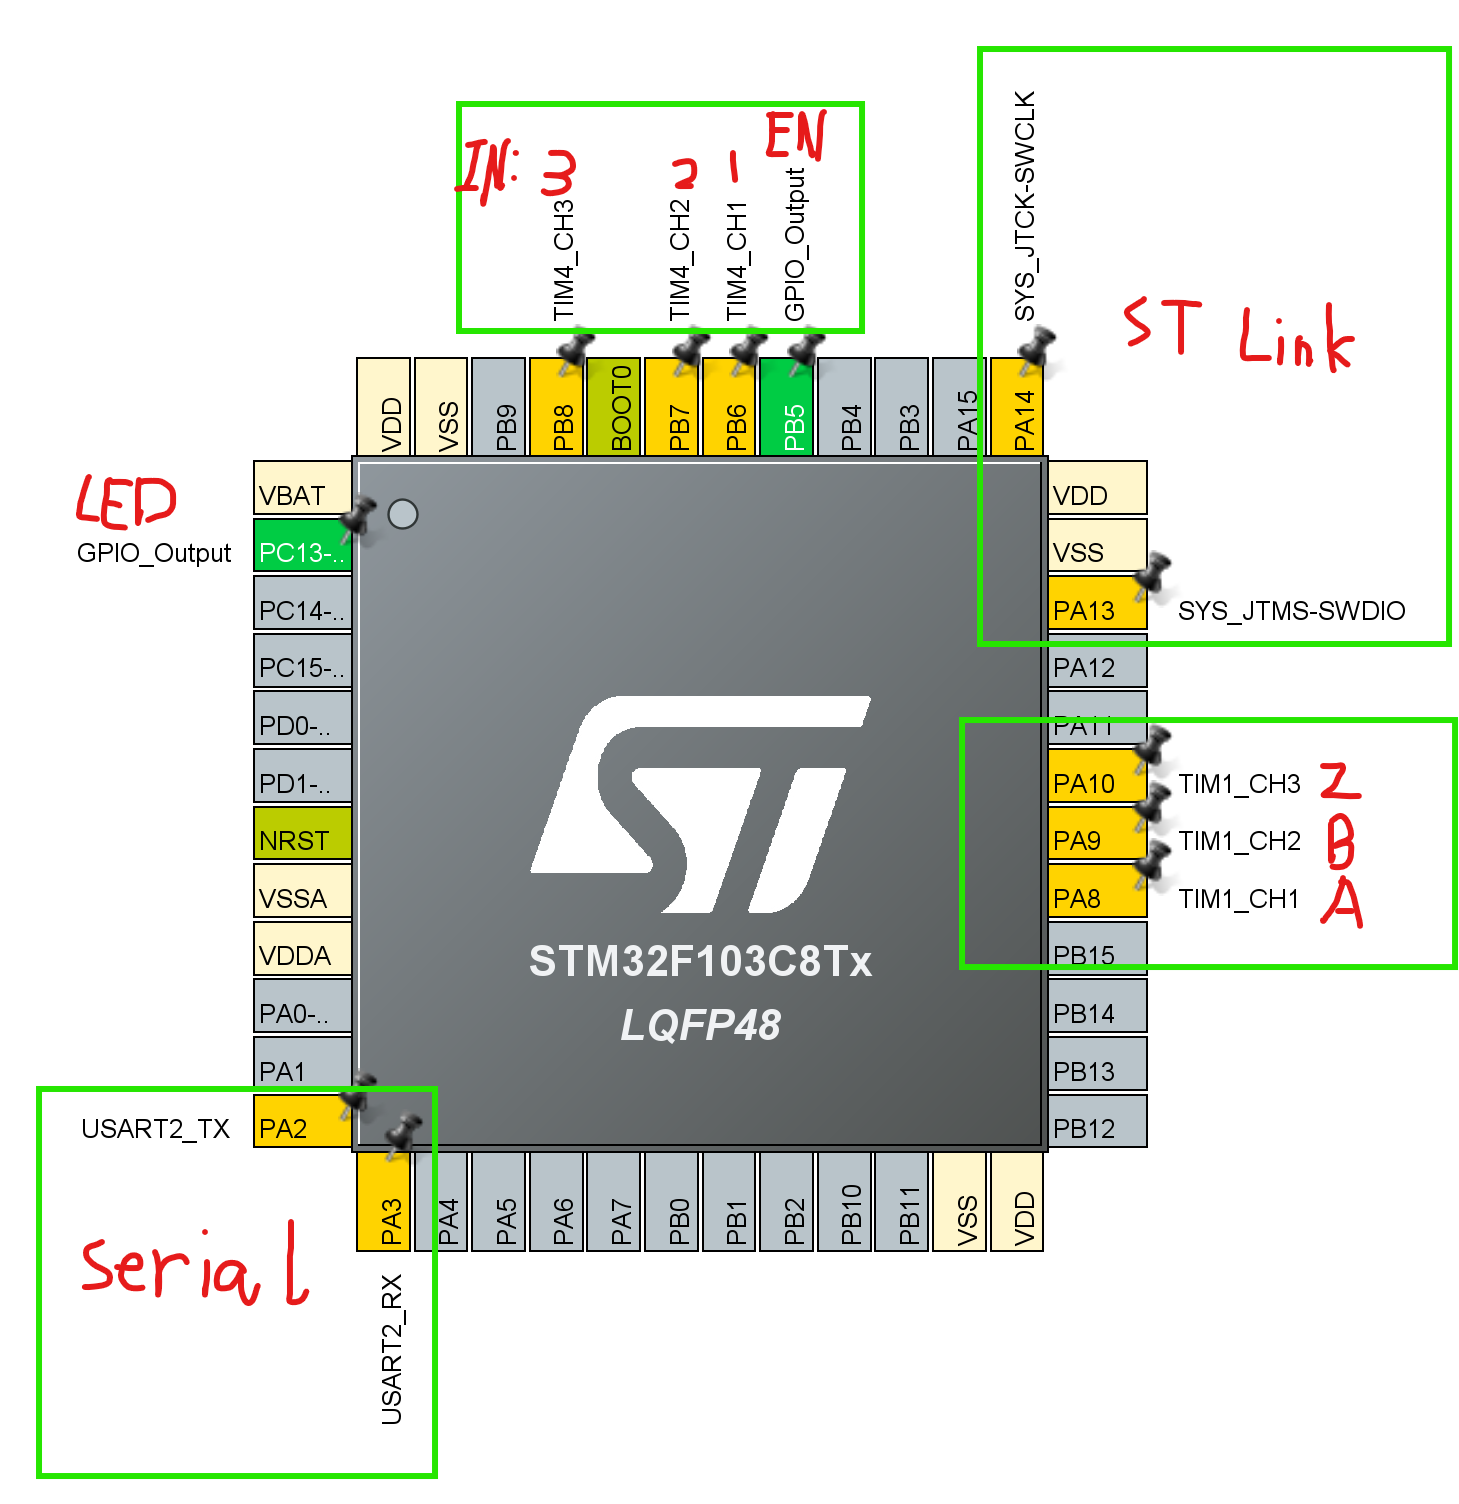 SYS_JTCK-SWCLK
IN: 3 2 1 EN
TIM4_CH3
TIM4_CH2
TIM4_CH1
GPIO_Output
ST Link
VDD
VSS
PB9
PB8
BOOT0
PB7
PB6
PB5
PB4
PB3
PA15
PA14
LED
GPIO_Output
VBAT
PC13-..
PC14-..
PC15-..
PD0-..
PD1-..
NRST
VSSA
VDDA
PA0-..
PA1
USART2_TX PA2
VDD
VSS
PA13 SYS_JTMS-SWDIO
PA12
PA11
PA10 TIM1_CH3 Z
PA9 TIM1_CH2 B
PA8 TIM1_CH1 A
PB15
PB14
PB13
PB12
ST
STM32F103C8Tx
LQFP48
PA3
PA4
PA5
PA6
PA7
PB0
PB1
PB2
PB10
PB11
VSS
VDD
Serial
USART2_RX